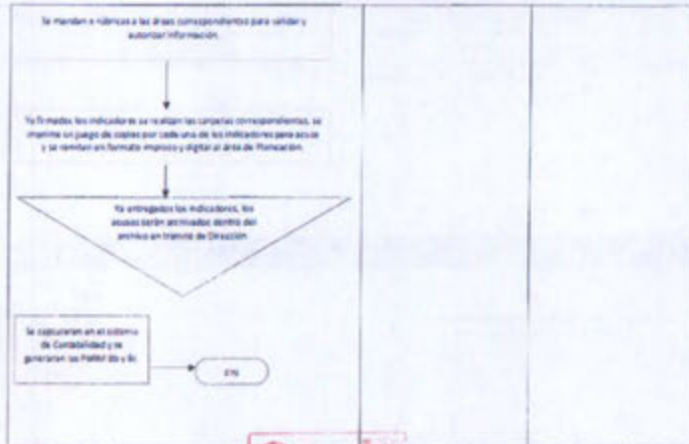 Se mandan a rúbricas a las áreas correspondientes para validar y
autorizar información.
Ya firmados los indicadores se realizan las carpetas correspondientes, se
imprime un juego de copias por cada una de los indicadores para acuse
y se remiten en formato impreso y digital al área de Planeación.
Ya entregados los indicadores, los
acuses serán archivados dentro del
archivo en trámite de Dirección
Se capturaran en el sistema
de Contabilidad y se
generaran los